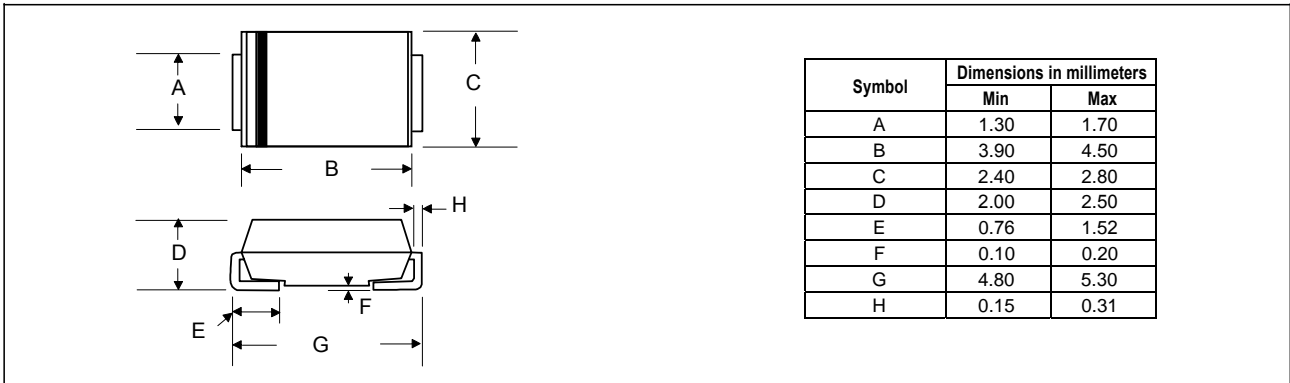 A
C
B
H
D
F
E
G
Symbol Dimensions in millimeters
Min Max
A 1.30 1.70
B 3.90 4.50
C 2.40 2.80
D 2.00 2.50
E 0.76 1.52
F 0.10 0.20
G 4.80 5.30
H 0.15 0.31